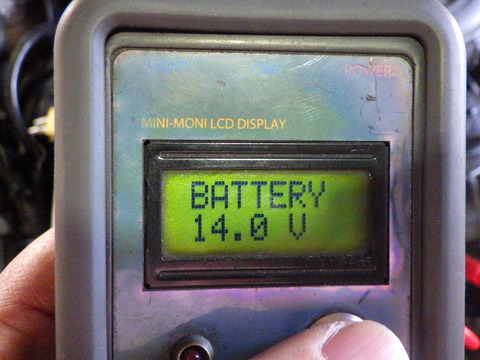 POWER
MINI-MONI LCD DISPLAY
BATTERY
14.0 V